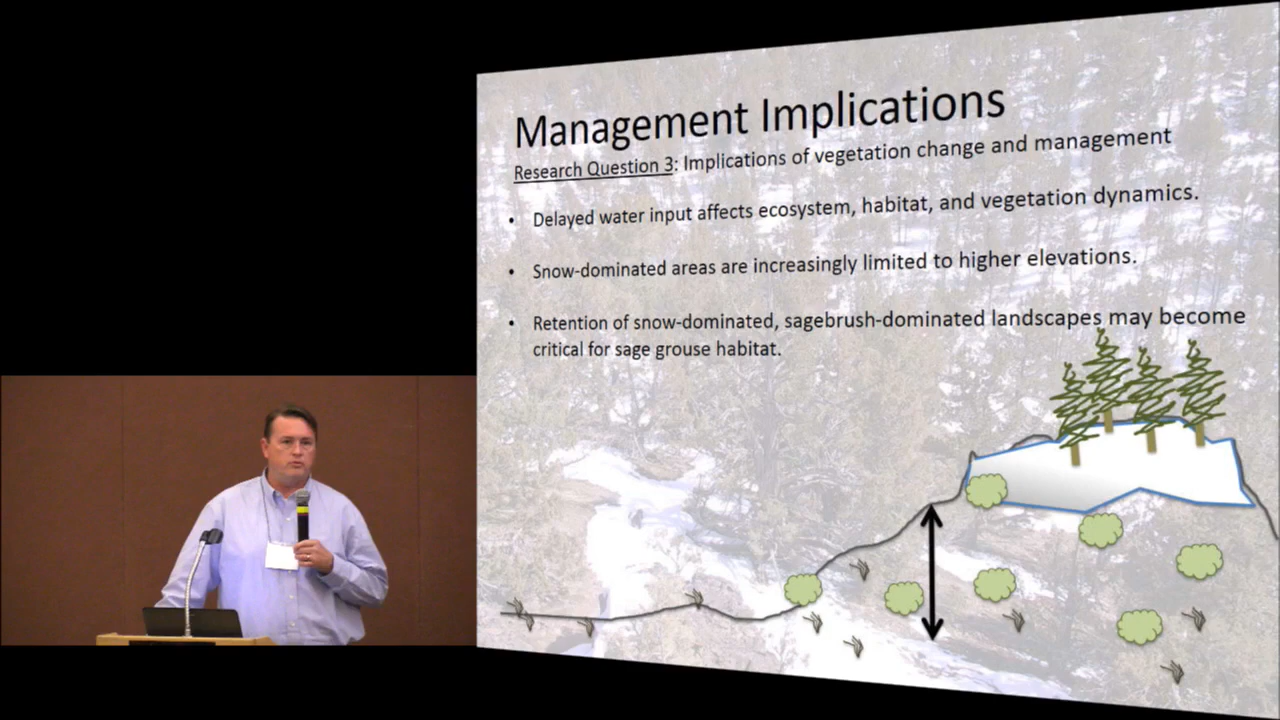 Management Implications
Research Question 3: Implications of vegetation change and management
• Delayed water input affects ecosystem, habitat, and vegetation dynamics.
• Snow-dominated areas are increasingly limited to higher elevations.
• Retention of snow-dominated, sagebrush-dominated landscapes may become
critical for sage grouse habitat.